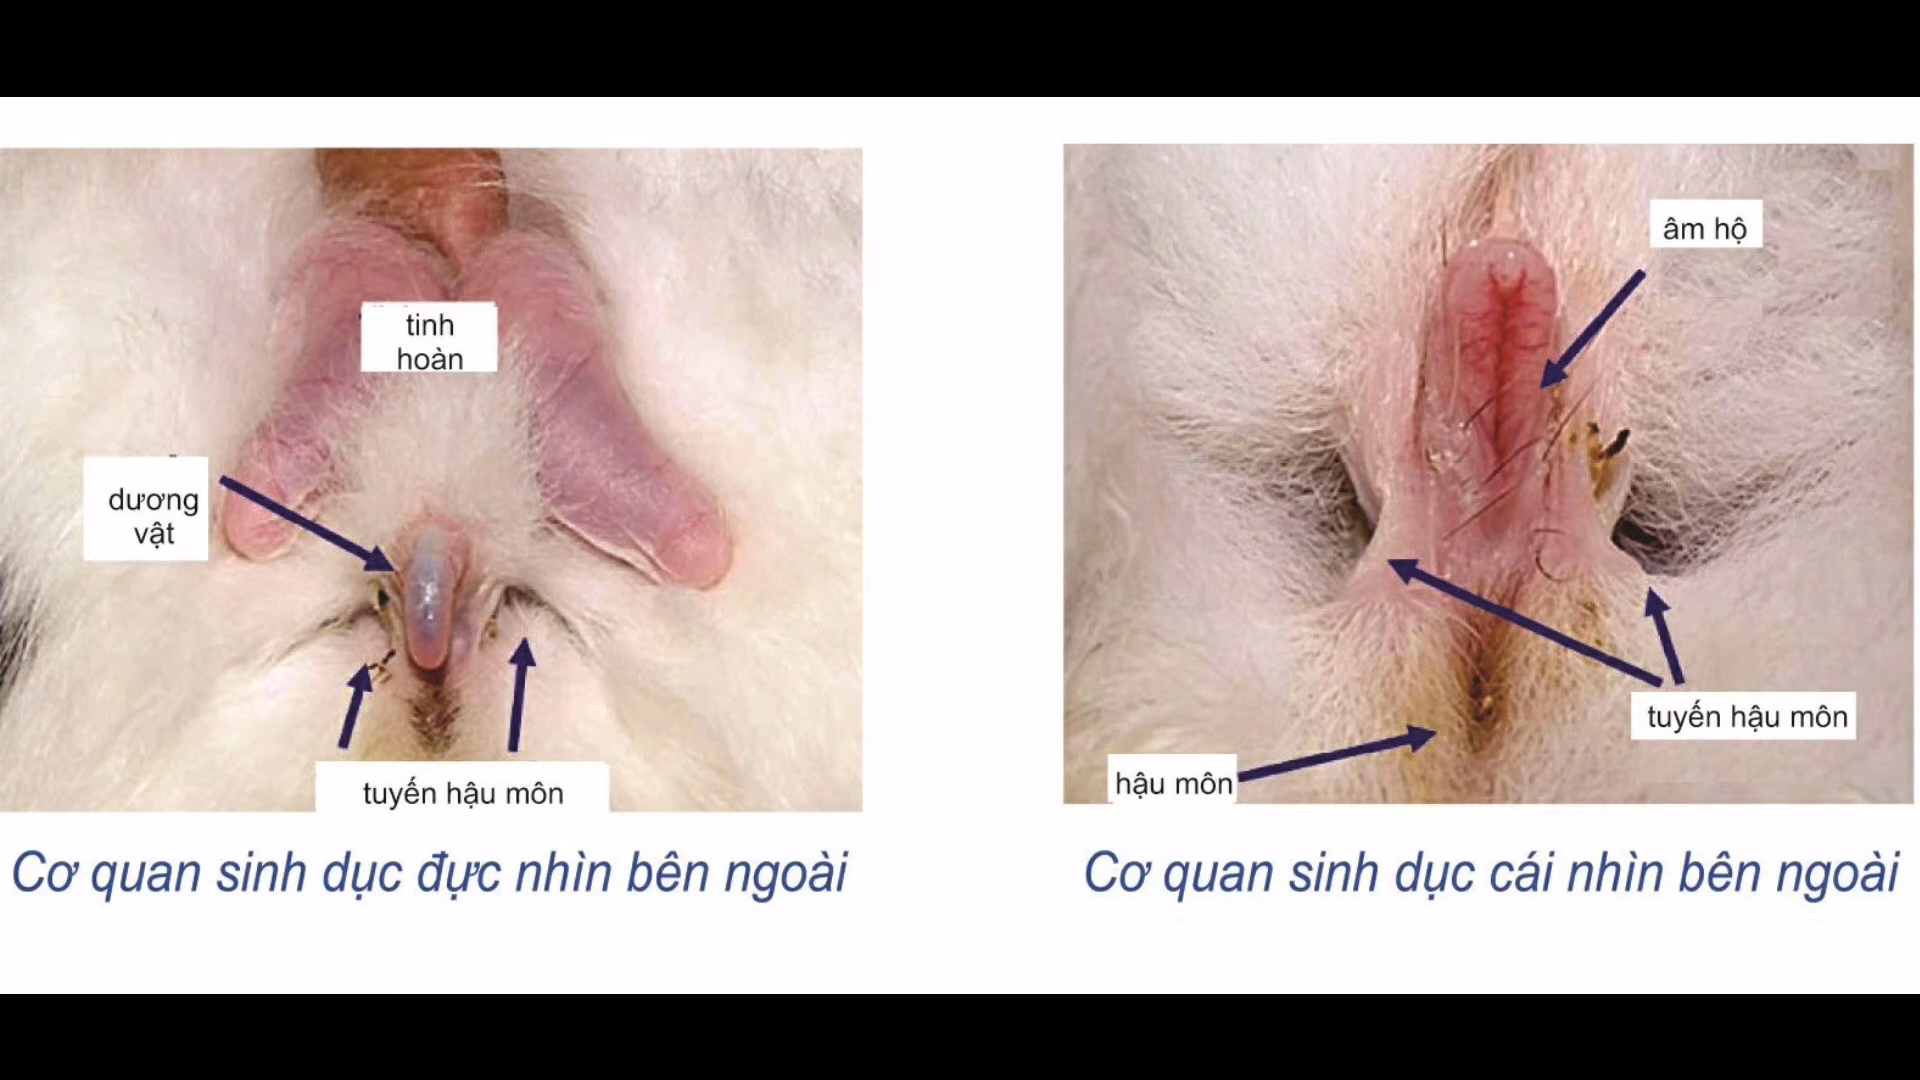 tinh
hoàn
dương
vật
tuyến hậu môn
Cơ quan sinh dục đực nhìn bên ngoài
âm hộ
tuyến hậu môn
hậu môn
Cơ quan sinh dục cái nhìn bên ngoài